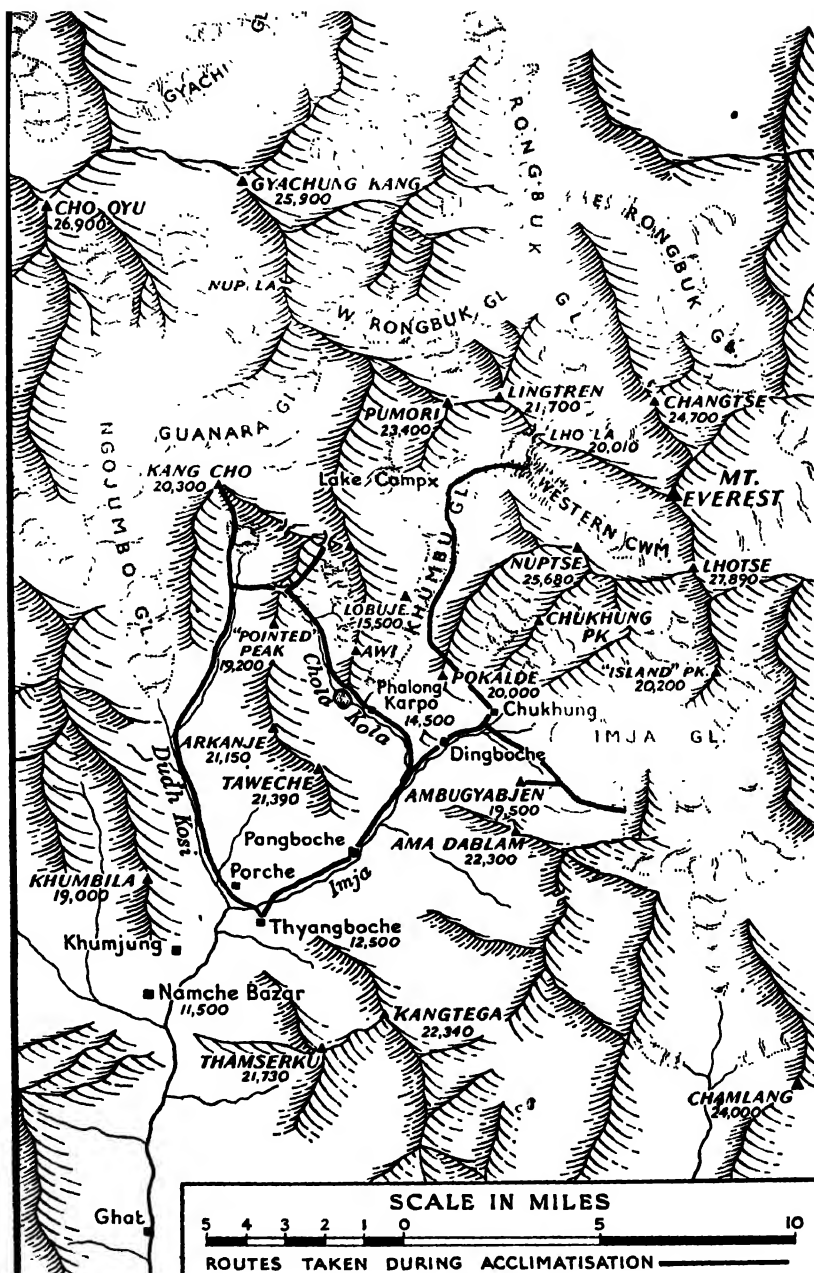 GYACHI GL
RONGBUK GL
E. RONGBUK GL.
GYACHUNG KANG
25,900
CHO OYU
26,900
NUP LA
W. RONGBUK GL
LINGTREN
21,700
PUMORI
23,400
CHANGTSE
24,700
GUANARA Gl
LHO LA
20,010
NGOJUMBO GL.
KANG CHO
20,300
Lake Camp x
MT.
EVEREST
WESTERN CWM
KHUMBU GL
NUPTSE
25,680
LHOTSE
27,890
LOBUJE
15,500
CHUKHUNG
PK
"POINTED"
PEAK
19,200
AWI
POKALDE
20,000
"ISLAND" PK.
20,200
Chola Kola
Phalong
Karpo
14,500
Chukhung
IMJA GL.
Dudh Kosi
ARKANJE
21,150
Dingboche
TAWECHE
21,390
AMBUGYABJEN
19,500
Pangboche
AMA DABLAM
22,300
Porche
Imja
KHUMBILA
19,000
Thyangboche
12,500
Khumjung
Namche Bazar
11,500
KANGTEGA
22,340
THAMSERKU
21,730
CHAMLANG
24,000
Ghat
SCALE IN MILES
5 4 3 2 1 0 5 10
ROUTES TAKEN DURING ACCLIMATISATION